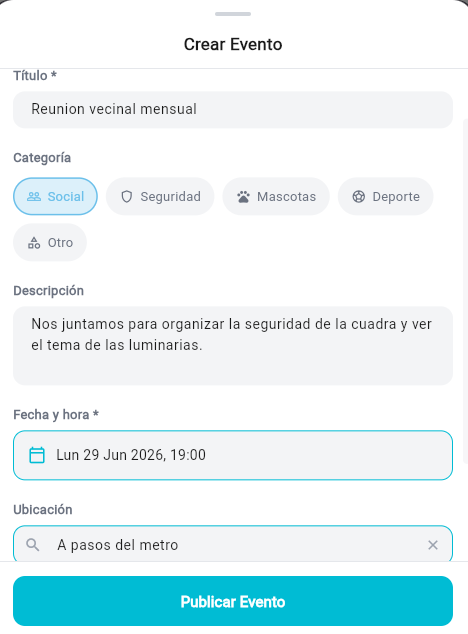 Crear Evento
Título *
Reunion vecinal mensual
Categoría
Social
Seguridad
Mascotas
Deporte
Otro
Descripción
Nos juntamos para organizar la seguridad de la cuadra y ver
el tema de las luminarias.
Fecha y hora *
Lun 29 Jun 2026, 19:00
Ubicación
A pasos del metro
Publicar Evento